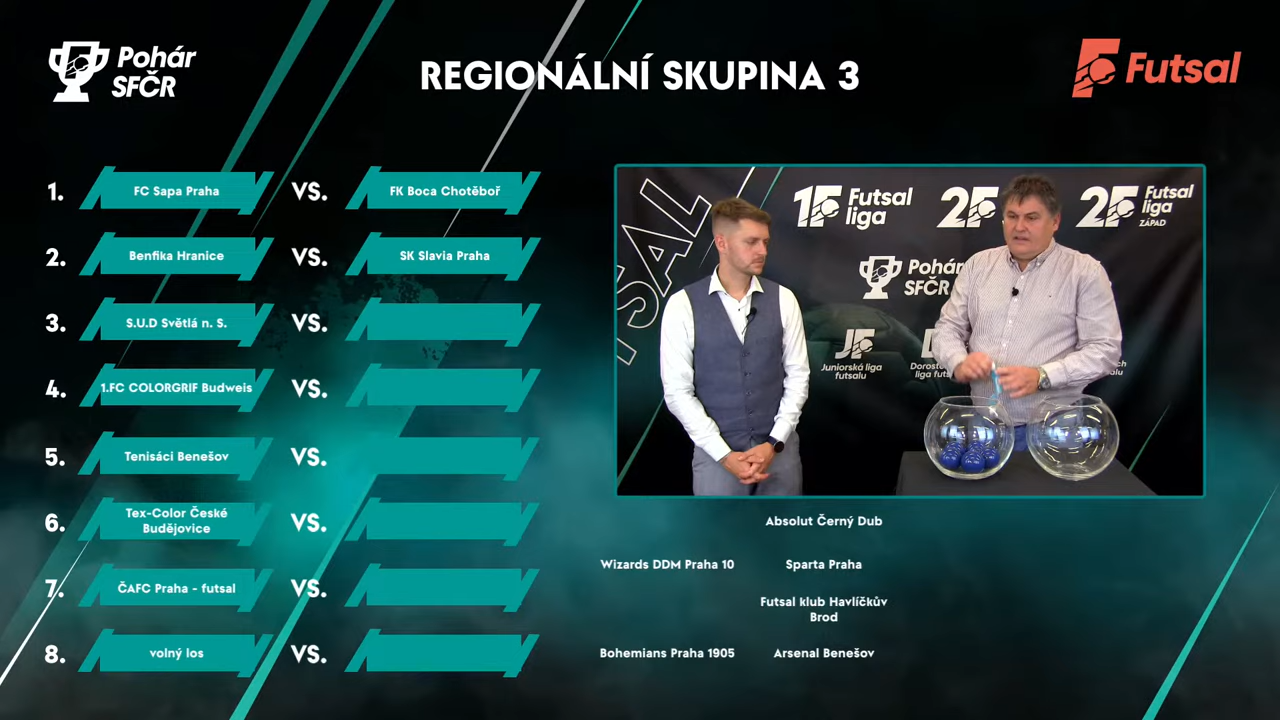 Pohár
SFČR
REGIONÁLNÍ SKUPINA 3
Futsal
1. FC Sapa Praha VS. FK Boca Chotěboř
2. Benfika Hranice VS. SK Slavia Praha
3. S.U.D Světlá n. S. VS.
4. 1.FC COLORGRIF Budweis VS.
5. Tenisáci Benešov VS.
6. Tex-Color České
Budějovice VS.
7. ČAFC Praha - futsal VS.
8. volný los VS.
1F Futsal
liga
2F
2F Futsal
liga
ZÁPAD
Pohár
SFČR
JF
Juniorská liga
futsalu
Absolut Černý Dub
Wizards DDM Praha 10 Sparta Praha
Futsal klub Havlíčkův
Brod
Bohemians Praha 1905 Arsenal Benešov